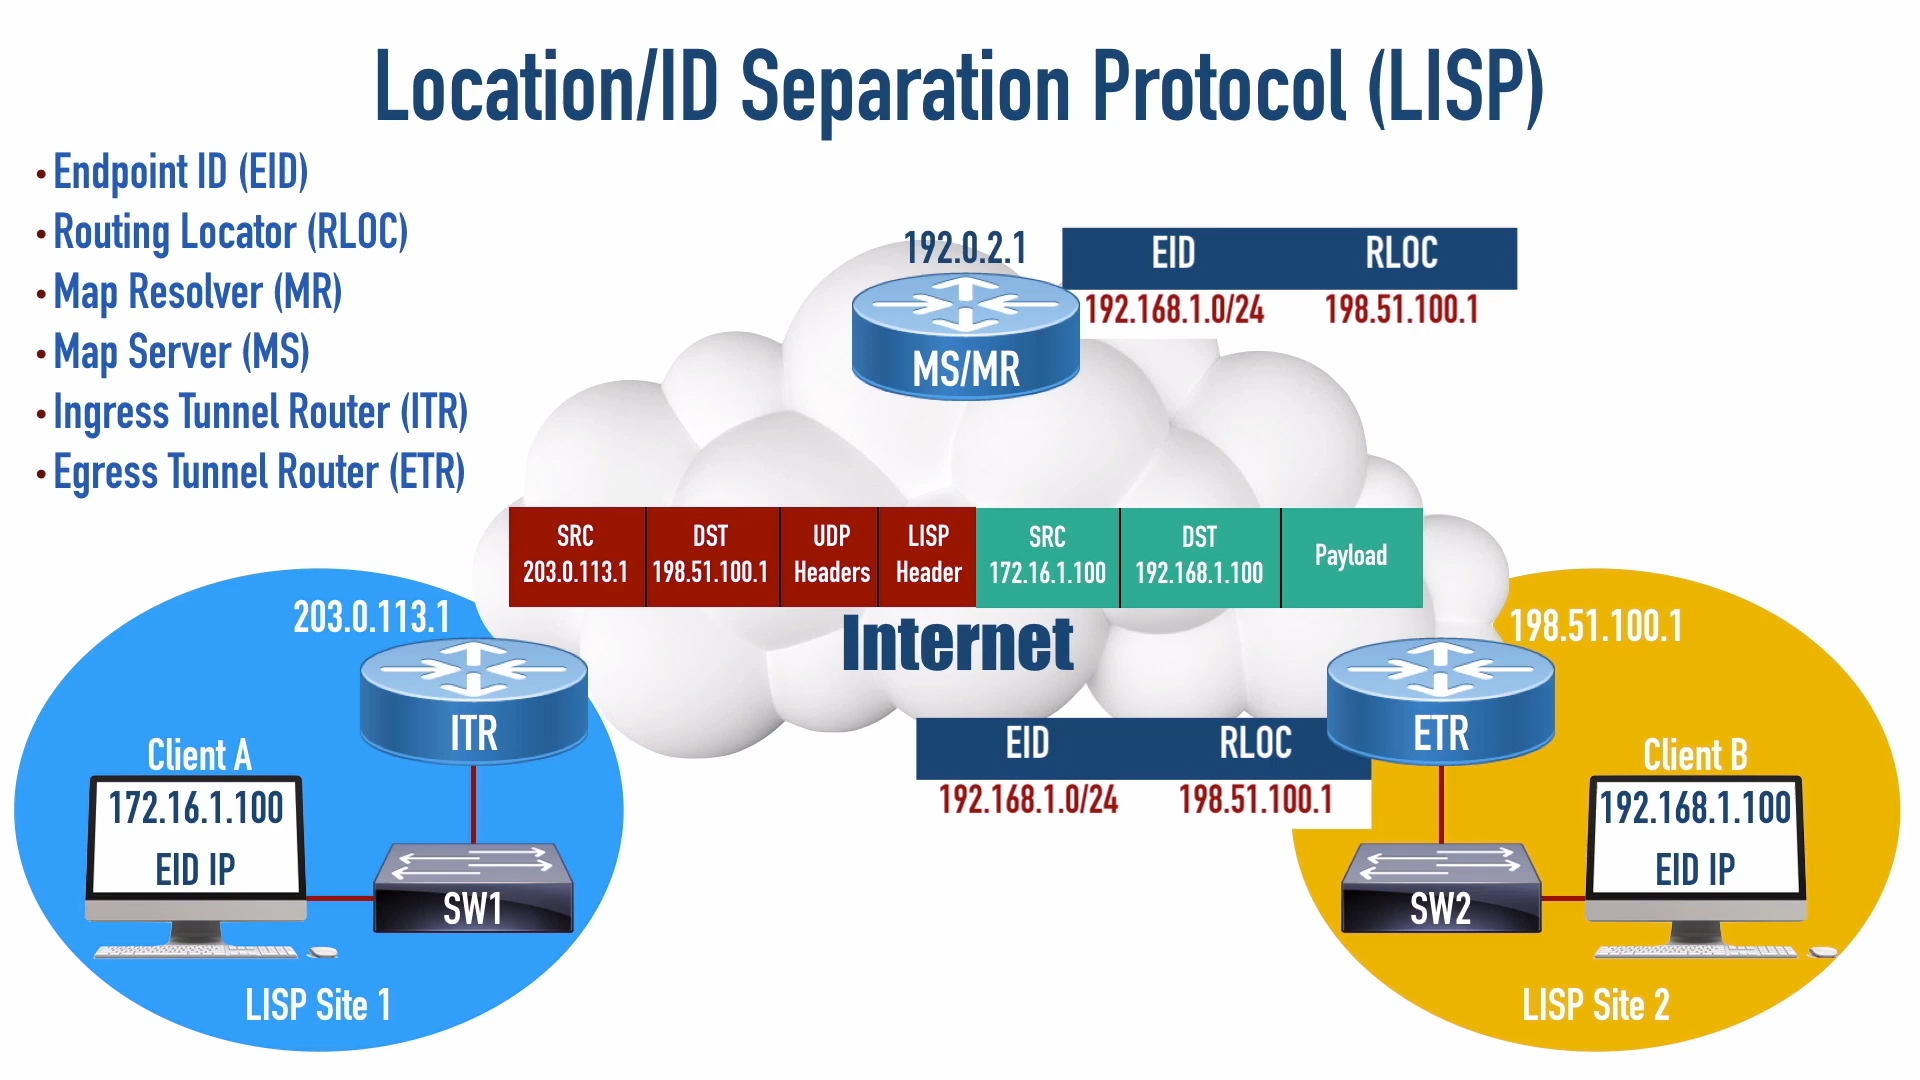 Location/ID Separation Protocol (LISP)
• Endpoint ID (EID)
• Routing Locator (RLOC)
• Map Resolver (MR)
• Map Server (MS)
• Ingress Tunnel Router (ITR)
• Egress Tunnel Router (ETR)
192.0.2.1
MS/MR
EID RLOC
192.168.1.0/24 198.51.100.1
SRC
203.0.113.1
DST
198.51.100.1
UDP
Headers
LISP
Header
SRC
172.16.1.100
DST
192.168.1.100
Payload
Internet
203.0.113.1
ITR
Client A
172.16.1.100
EID IP
SW1
LISP Site 1
EID RLOC
192.168.1.0/24 198.51.100.1
198.51.100.1
ETR
Client B
192.168.1.100
EID IP
SW2
LISP Site 2